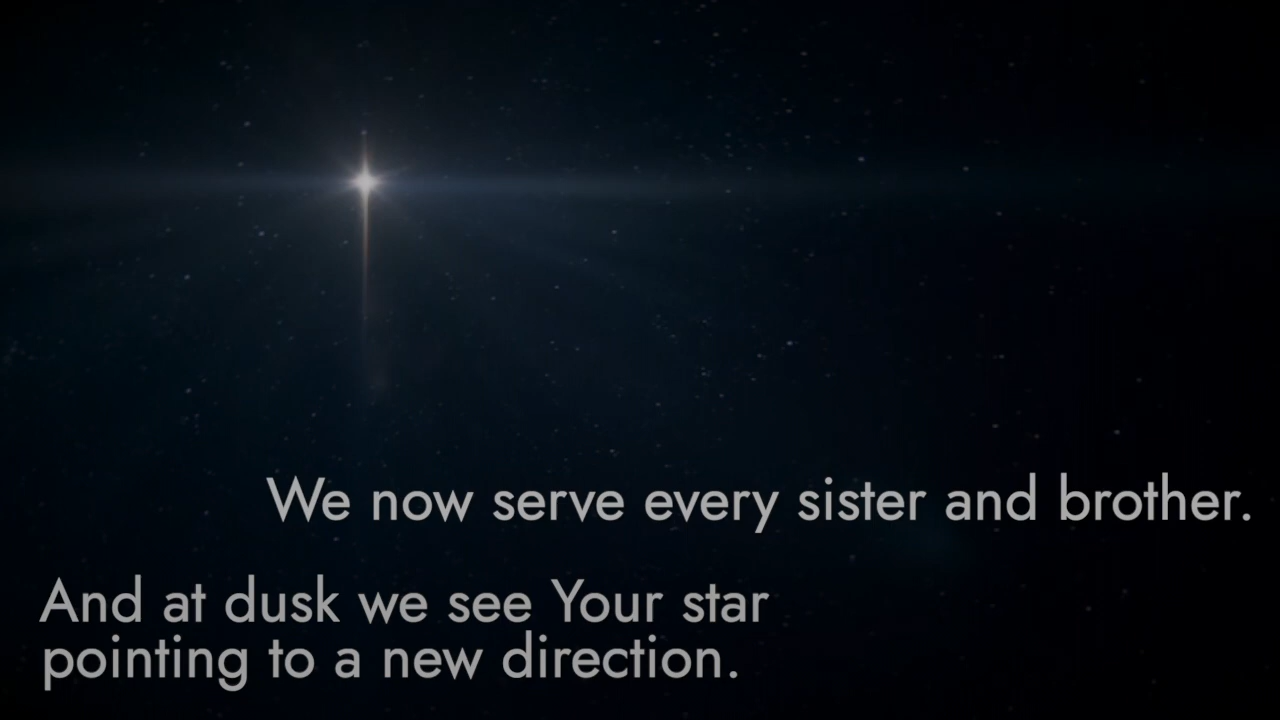 We now serve every sister and brother.
And at dusk we see Your star
pointing to a new direction.